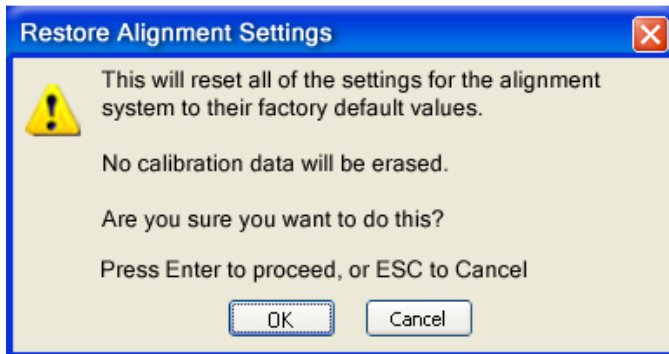 Restore Alignment Settings
This will reset all of the settings for the alignment
system to their factory default values.
No calibration data will be erased.
Are you sure you want to do this?
Press Enter to proceed, or ESC to Cancel
OK
Cancel